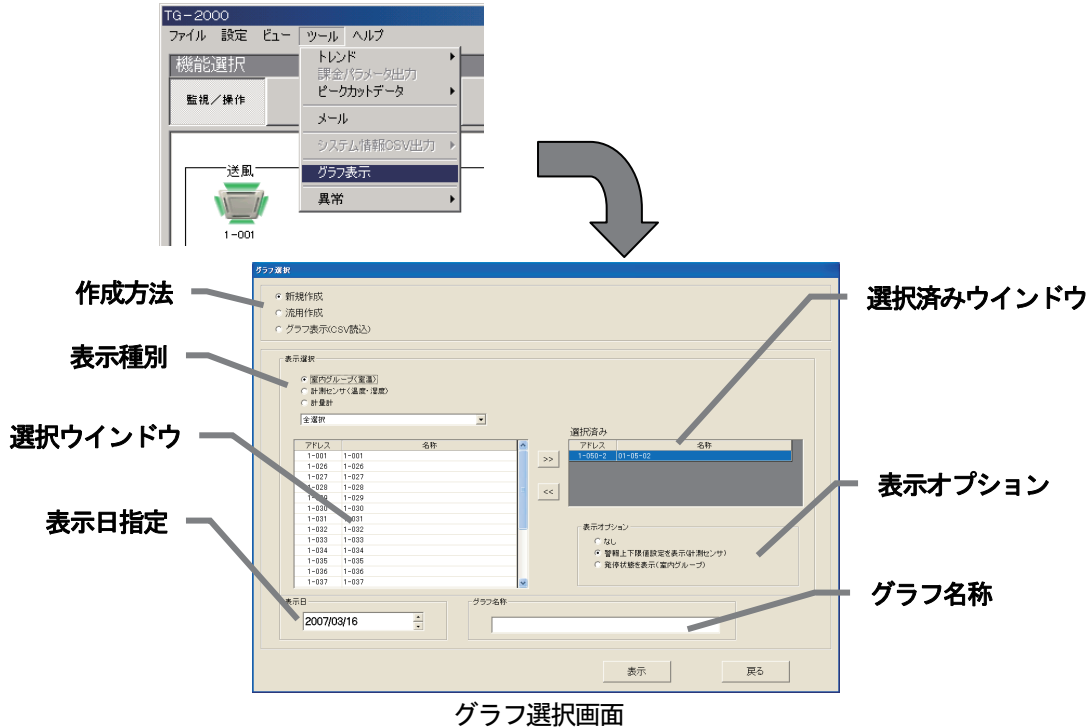 TG-2000
ファイル 設定 ビュー ツール ヘルプ
機能選択
監視／操作
トレンド
課金パラメータ出力
ピークカットデータ
メール
システム情報CSV出力
グラフ表示
異常
送風
1-001
グラフ選択
作成方法
新規作成
流用作成
グラフ表示(CSV読込)
選択済みウインドウ
表示種別
表示選択
室内グループ(室温)
計測センサ(温度・湿度)
計量計
全選択
選択ウインドウ
アドレス 名称
1-001 1-001
1-026 1-026
1-027 1-027
1-028 1-028
1-029 1-029
1-030 1-030
1-031 1-031
1-032 1-032
1-033 1-033
1-034 1-034
1-035 1-035
1-036 1-036
1-037 1-037
>>
<<
選択済み
アドレス 名称
1-050-2 01-05-02
表示オプション
表示オプション
なし
警報上下限値設定を表示(計測センサ)
発停状態を表示(室内グループ)
表示日指定
表示日
2007/03/16
グラフ名称
グラフ名称
表示
戻る
グラフ選択画面